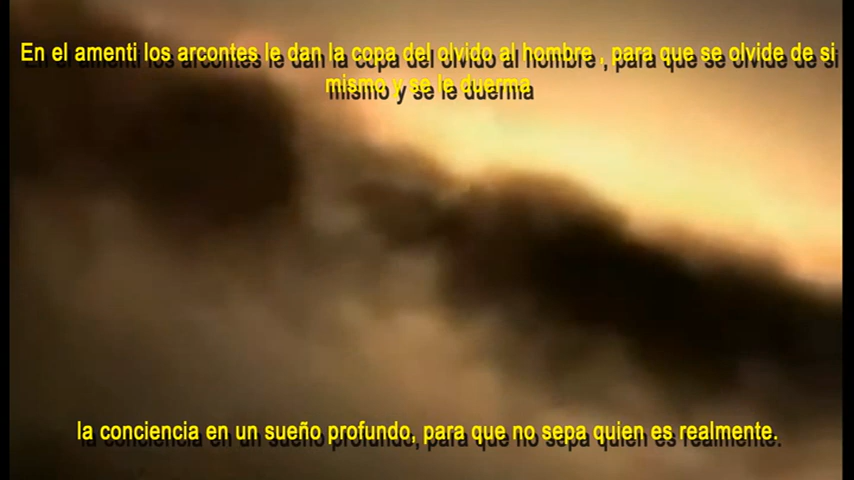 En el amenti los arcontes le dan la copa del olvido al hombre , para que se olvide de si
mismo y se le duerma
la conciencia en un sueño profundo, para que no sepa quien es realmente.